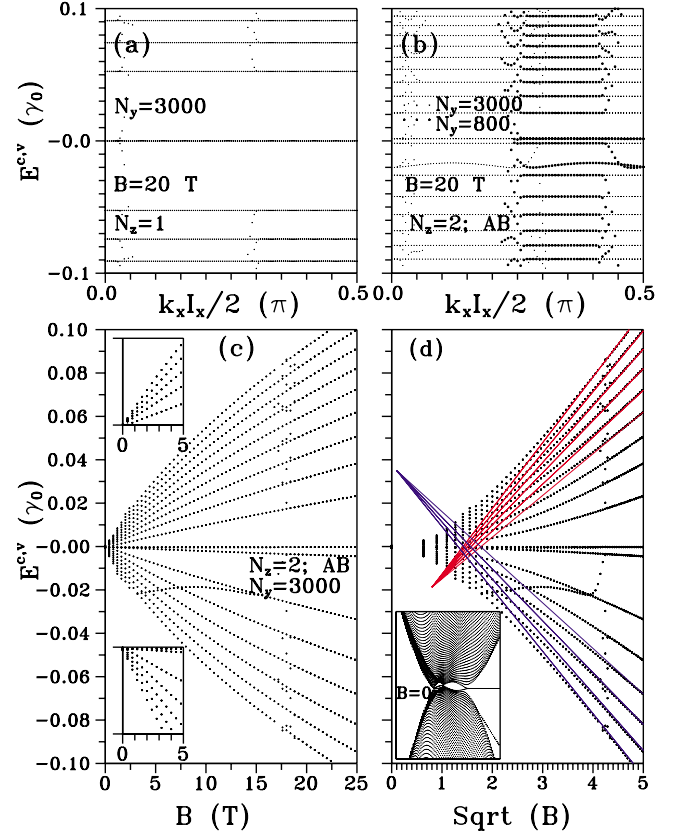 0.1
(a)
(b)
N_y=3000
N_y=3000
N_y=800
E^{c,v} (γ_0)
-0.0
B=20 T
B=20 T
N_z=1
N_z=2; AB
-0.1
0.0
0.5
0.0
0.5
k_xI_x/2 (π)
k_xI_x/2 (π)
0.10
(c)
(d)
0.08
0.06
0 5
0.04
0.02
E^{c,v} (γ_0)
-0.00
N_z=2; AB
N_y=3000
-0.02
-0.04
-0.06
B=0
-0.08
0 5
-0.10
0 5 10 15 20 25
0 1 2 3 4 5
B (T)
Sqrt (B)